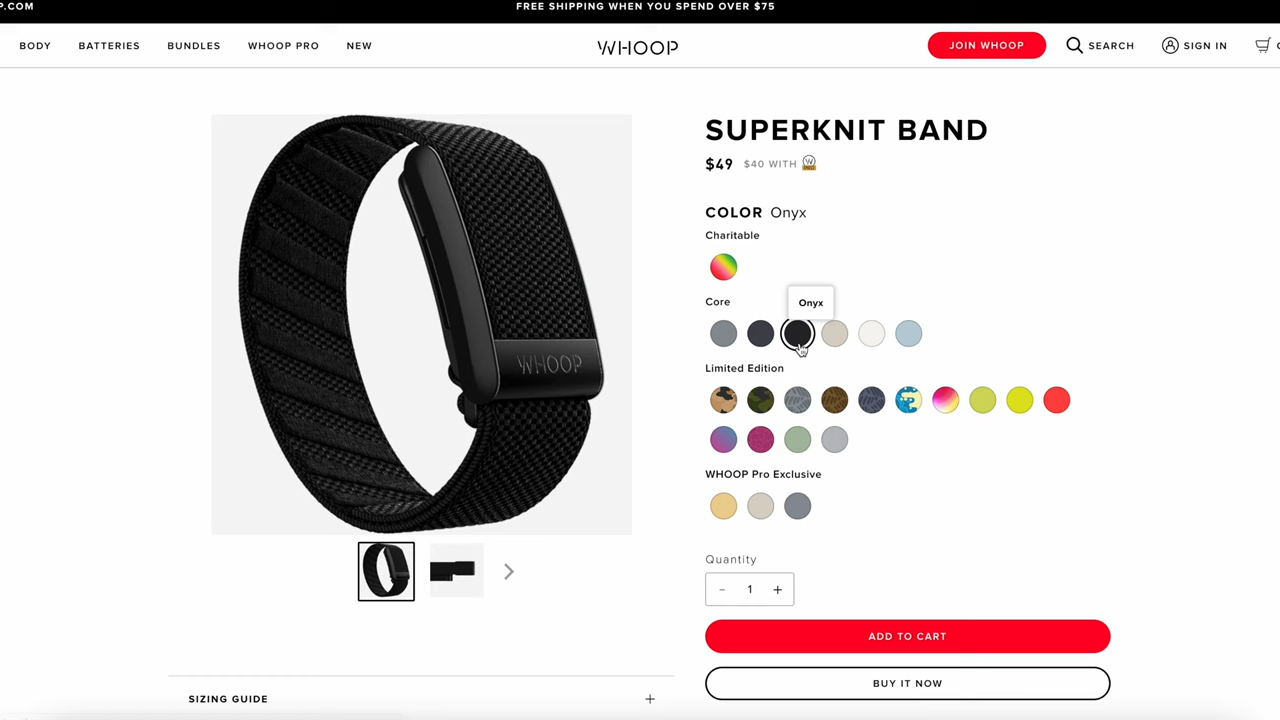 P.COM
FREE SHIPPING WHEN YOU SPEND OVER $75
BODY BATTERIES BUNDLES WHOOP PRO NEW
WHOOP
JOIN WHOOP SEARCH SIGN IN
SUPERKNIT BAND
$49 $40 WITH
COLOR Onyx
Charitable
Core
Onyx
Limited Edition
WHOOP Pro Exclusive
WHOOP
Quantity
- 1 +
ADD TO CART
BUY IT NOW
SIZING GUIDE +